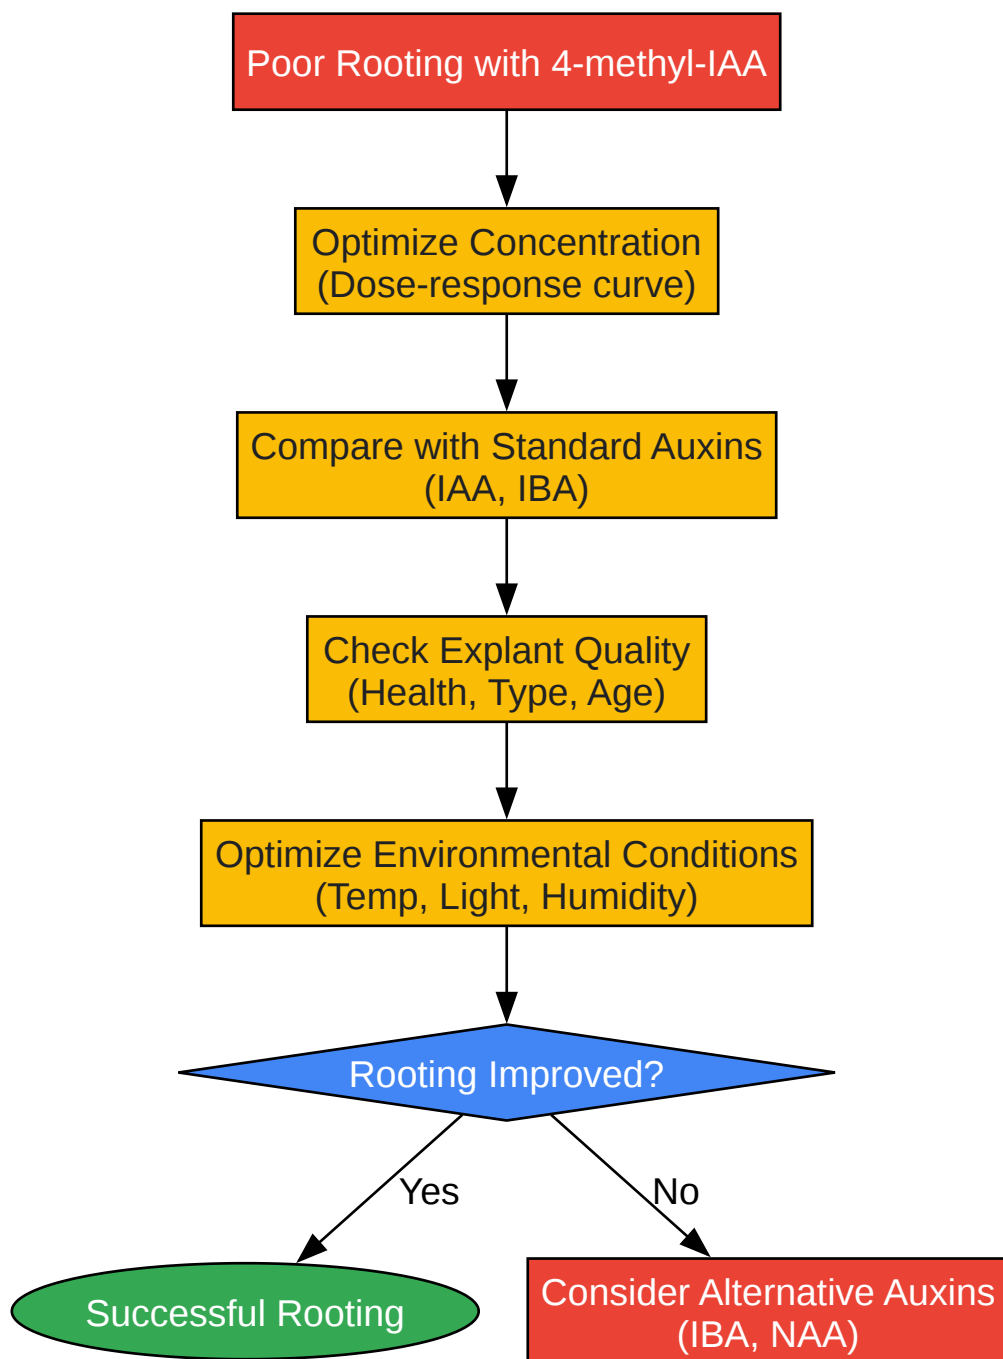 Poor Rooting with 4-methyl-IAA
Optimize Concentration
(Dose-response curve)
Compare with Standard Auxins
(IAA, IBA)
Check Explant Quality
(Health, Type, Age)
Optimize Environmental Conditions
(Temp, Light, Humidity)
Rooting Improved?
Yes
No
Successful Rooting
Consider Alternative Auxins
(IBA, NAA)